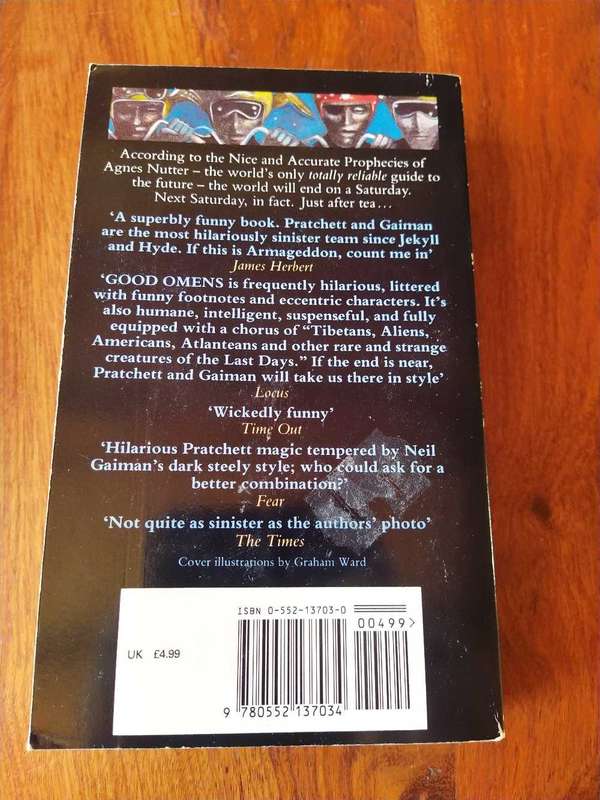 According to the Nice and Accurate Prophecies of
Agnes Nutter – the world's only totally reliable guide to
the future – the world will end on a Saturday.
Next Saturday, in fact. Just after tea...
'A superbly funny book. Pratchett and Gaiman
are the most hilariously sinister team since Jekyll
and Hyde. If this is Armageddon, count me in'
James Herbert
'GOOD OMENS is frequently hilarious, littered
with funny footnotes and eccentric characters. It's
also humane, intelligent, suspenseful, and fully
equipped with a chorus of "Tibetans, Aliens,
Americans, Atlanteans and other rare and strange
creatures of the Last Days." If the end is near,
Pratchett and Gaiman will take us there in style'
Locus
'Wickedly funny'
Time Out
'Hilarious Pratchett magic tempered by Neil
Gaiman's dark steely style; who could ask for a
better combination?'
Fear
'Not quite as sinister as the authors' photo'
The Times
Cover illustrations by Graham Ward
ISBN 0-552-13703-0
00499>
UK £4.99
9 780552 137034